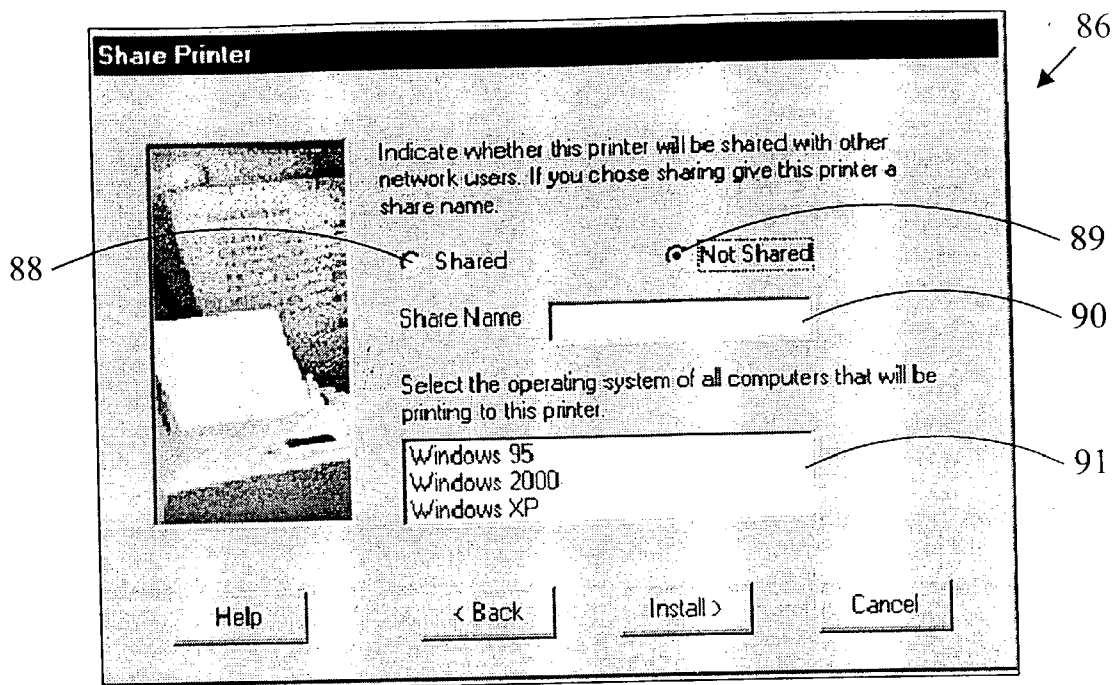 86
Share Printer
Indicate whether this printer will be shared with other
network users. If you chose sharing give this printer a
share name.
88
Shared
Not Shared
89
Share Name
90
Select the operating system of all computers that will be
printing to this printer.
Windows 95
Windows 2000
Windows XP
91
Help
< Back
Install >
Cancel